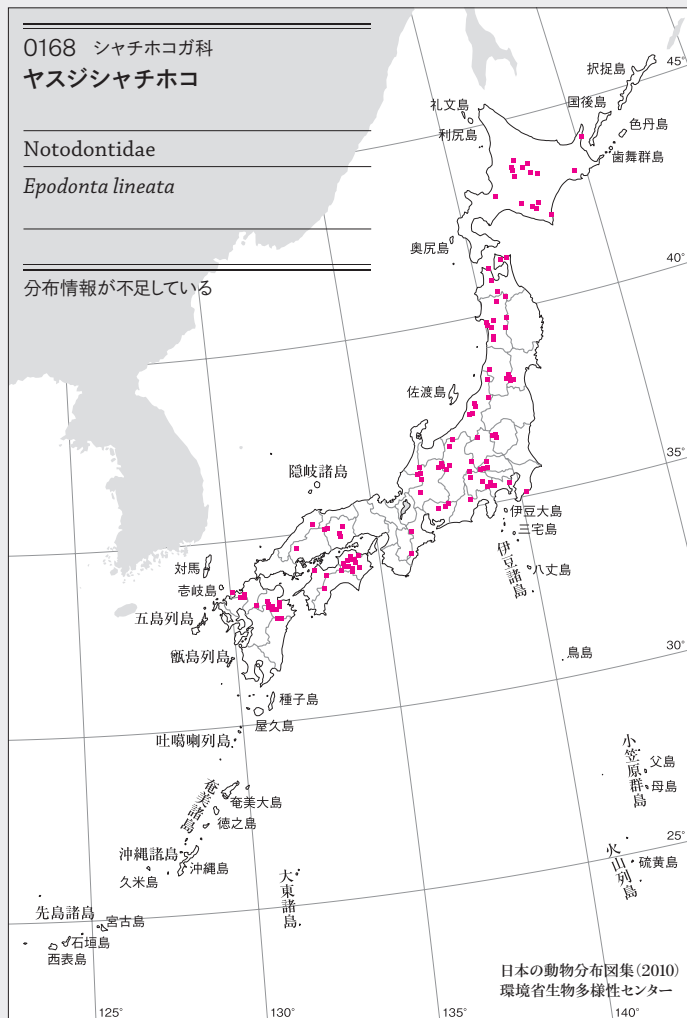 0168 シャチホコガ科
ヤスジシャチホコ
Notodontidae
Epodonta lineata
分布情報が不足している
45°
択捉島
国後島
礼文島
色丹島
利尻島
歯舞群島
奥尻島
40°
佐渡島
35°
隠岐諸島
伊豆大島
三宅島
伊豆諸島
八丈島
対馬
壱岐島
五島列島
甑島列島
鳥島
30°
種子島
屋久島
吐噶喇列島
小笠原群島
父島
母島
奄美諸島
奄美大島
徳之島
25°
沖縄諸島
沖縄島
久米島
火山列島
硫黄島
大東諸島
先島諸島
宮古島
石垣島
西表島
日本の動物分布図集(2010)
環境省生物多様性センター
125°
130°
135°
140°